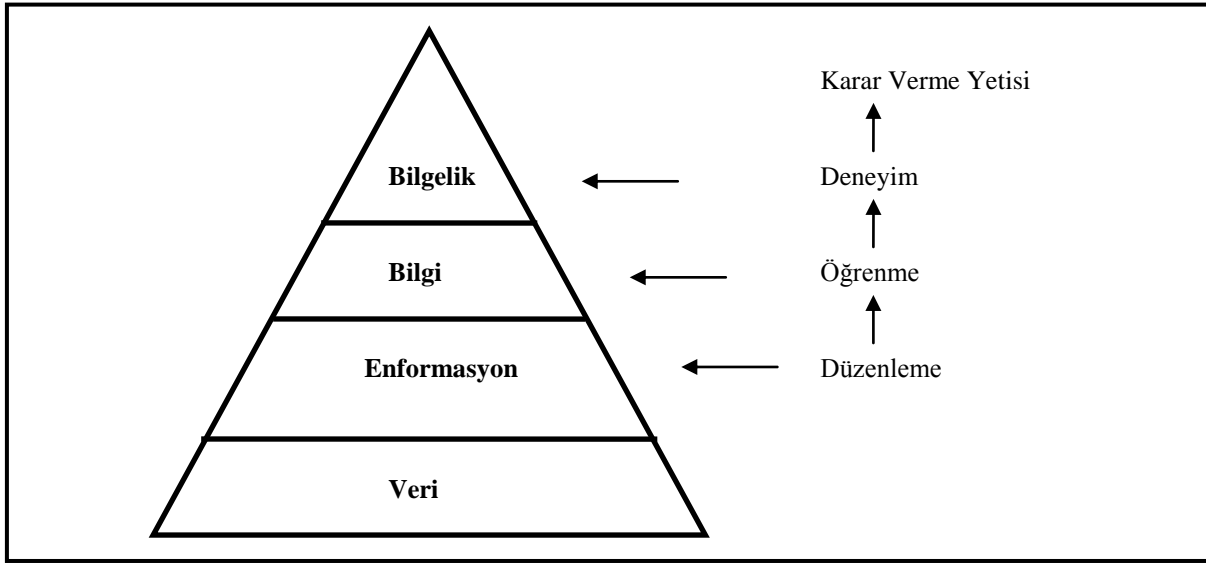 Karar Verme Yetisi
Bilgelik
Deneyim
Bilgi
Öğrenme
Enformasyon
Düzenleme
Veri